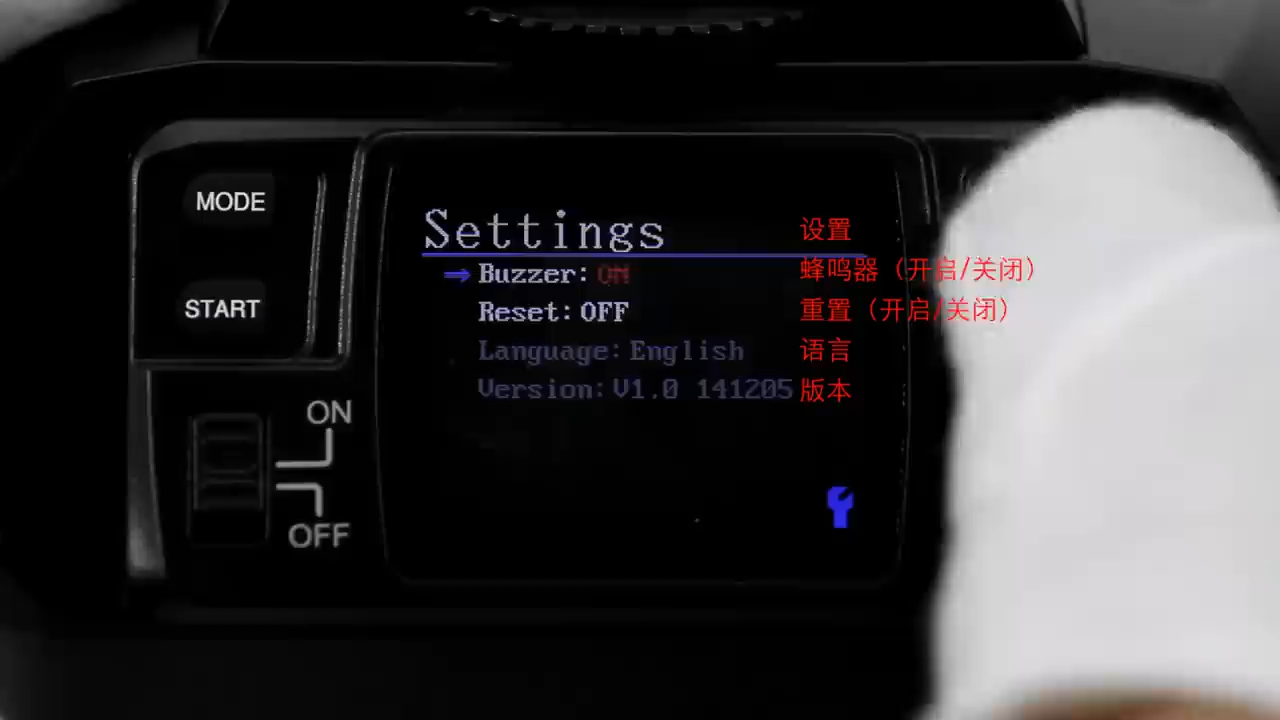 MODE
START
ON
OFF
Settings 设置
⇒ Buzzer: ON 蜂鸣器（开启/关闭）
Reset: OFF 重置（开启/关闭）
Language: English 语言
Version: V1.0 141205 版本